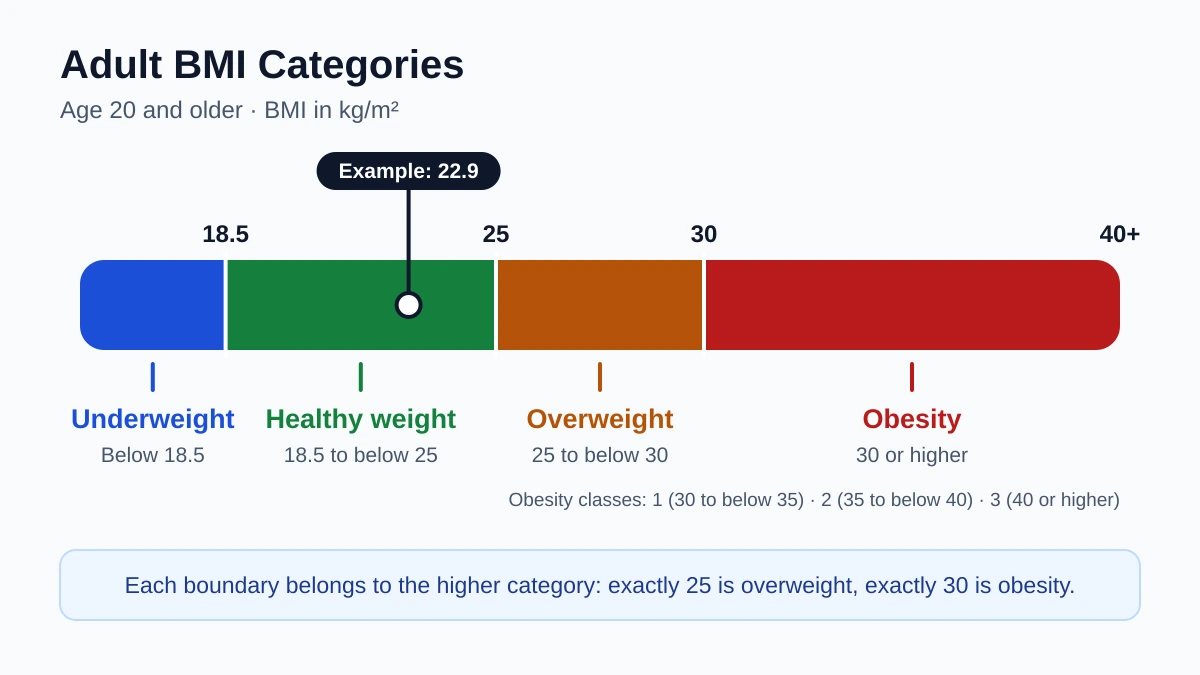 Adult BMI Categories
Age 20 and older · BMI in kg/m²
Example: 22.9
18.5 25 30 40+
Underweight Healthy weight Overweight Obesity
Below 18.5 18.5 to below 25 25 to below 30 30 or higher
Obesity classes: 1 (30 to below 35) · 2 (35 to below 40) · 3 (40 or higher)
Each boundary belongs to the higher category: exactly 25 is overweight, exactly 30 is obesity.